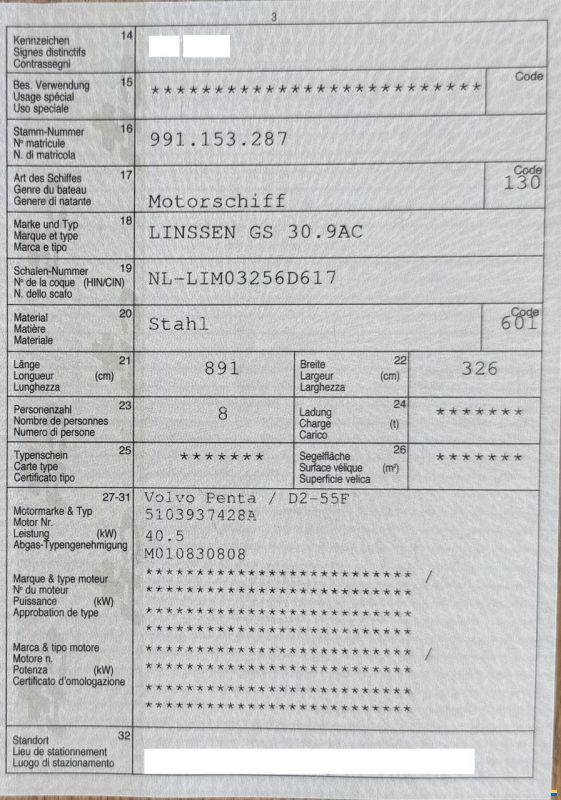 3
Kennzeichen 14
Signes distinctifs
Contrassegni
Bes. Verwendung 15
Usage spécial
Uso speciale
**************************
Code
Stamm-Nummer 16
N° matricule
N. di matricola
991.153.287
Art des Schiffes 17
Genre du bateau
Genere di natante
Motorschiff
Code
130
Marke und Typ 18
Marque et type
Marca e tipo
LINSSEN GS 30.9AC
Schalen-Nummer 19
N° de la coque (HIN/CIN)
N. dello scafo
NL-LIM03256D617
Material 20
Matière
Materiale
Stahl
Code
601
Länge 21
Longueur (cm)
Lunghezza
891
Breite 22
Largeur (cm)
Larghezza
326
Personenzahl 23
Nombre de personnes
Numero di persone
8
Ladung 24
Charge (t)
Carico
*******
Typenschein 25
Carte type
Certificato tipo
*******
Segelfläche 26
Surface vélique (m²)
Superficie velica
*******
27-31
Motormarke & Typ
Motor Nr.
Leistung (kW)
Abgas-Typengenehmigung
Volvo Penta / D2-55F
5103937428A
40.5
M010830808
Marque & type moteur
N° du moteur
Puissance (kW)
Approbation de type
************************* /
*************************
*************************
*************************
Marca & tipo motore
Motore n.
Potenza (kW)
Certificato d'omologazione
************************* /
*************************
*************************
*************************
Standort 32
Lieu de stationnement
Luogo di stazionamento